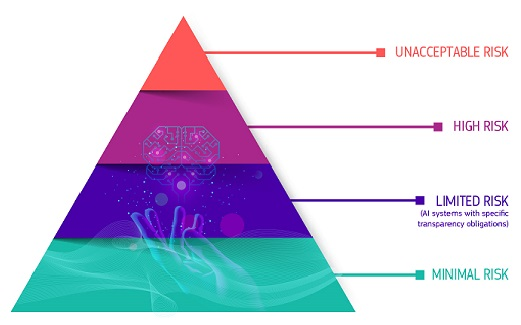 UNACCEPTABLE RISK
HIGH RISK
LIMITED RISK
(AI systems with specific
transparency obligations)
MINIMAL RISK